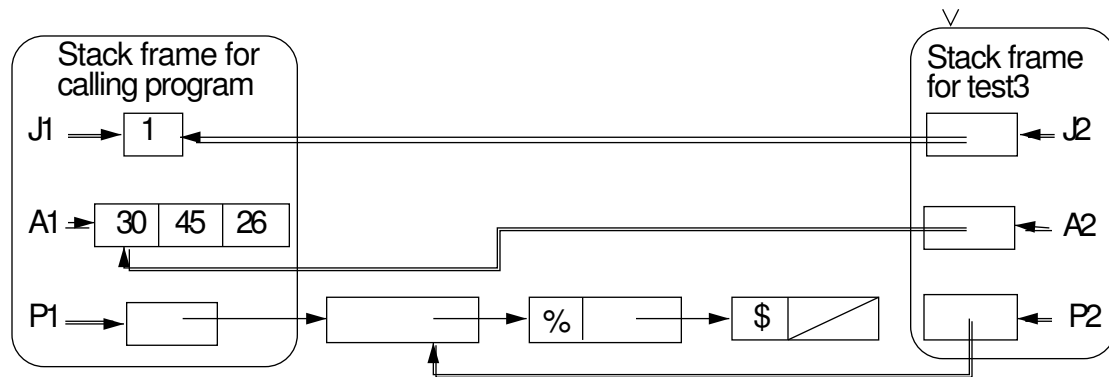 Stack frame for
calling program
Stack frame
for test3
J1 1 J2
A1 30 45 26 A2
P1 % $ P2